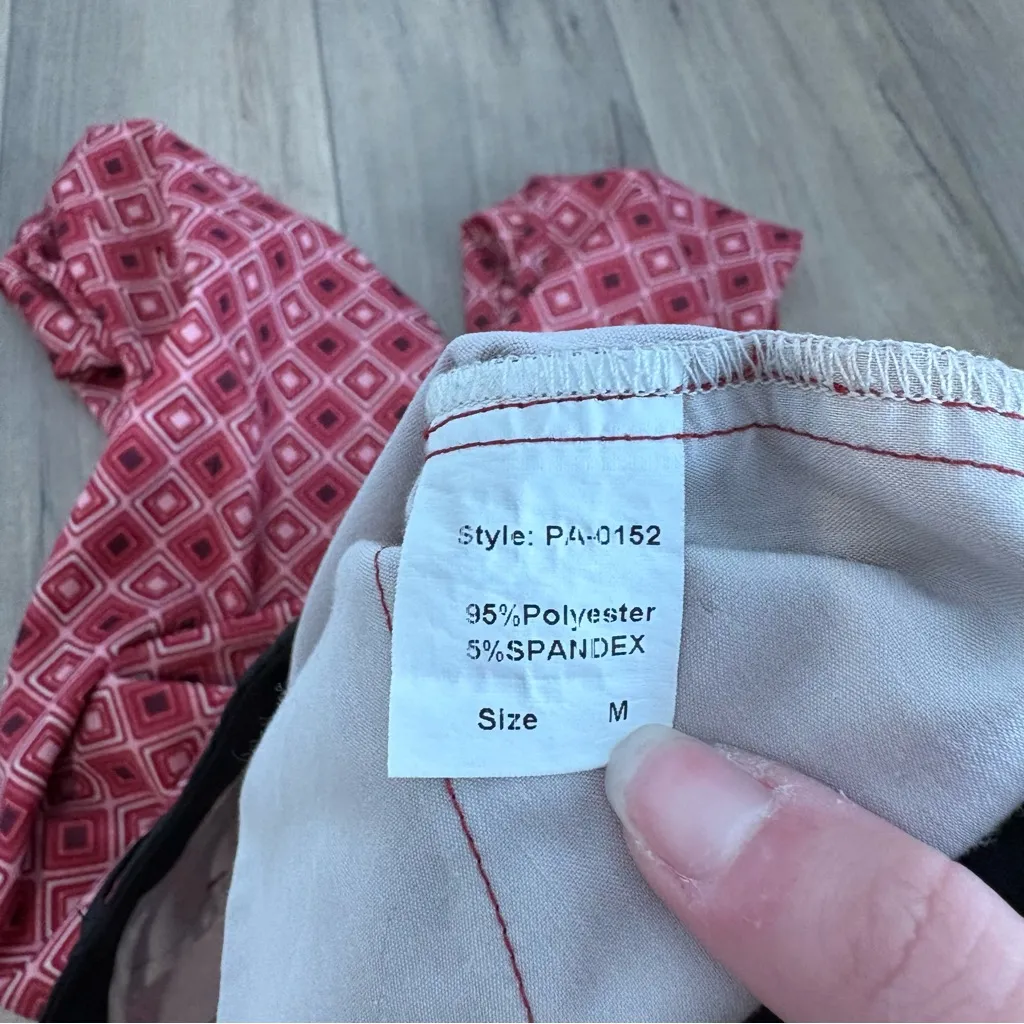 Style: PA-0152
95%Polyester
5%SPANDEX
Size M